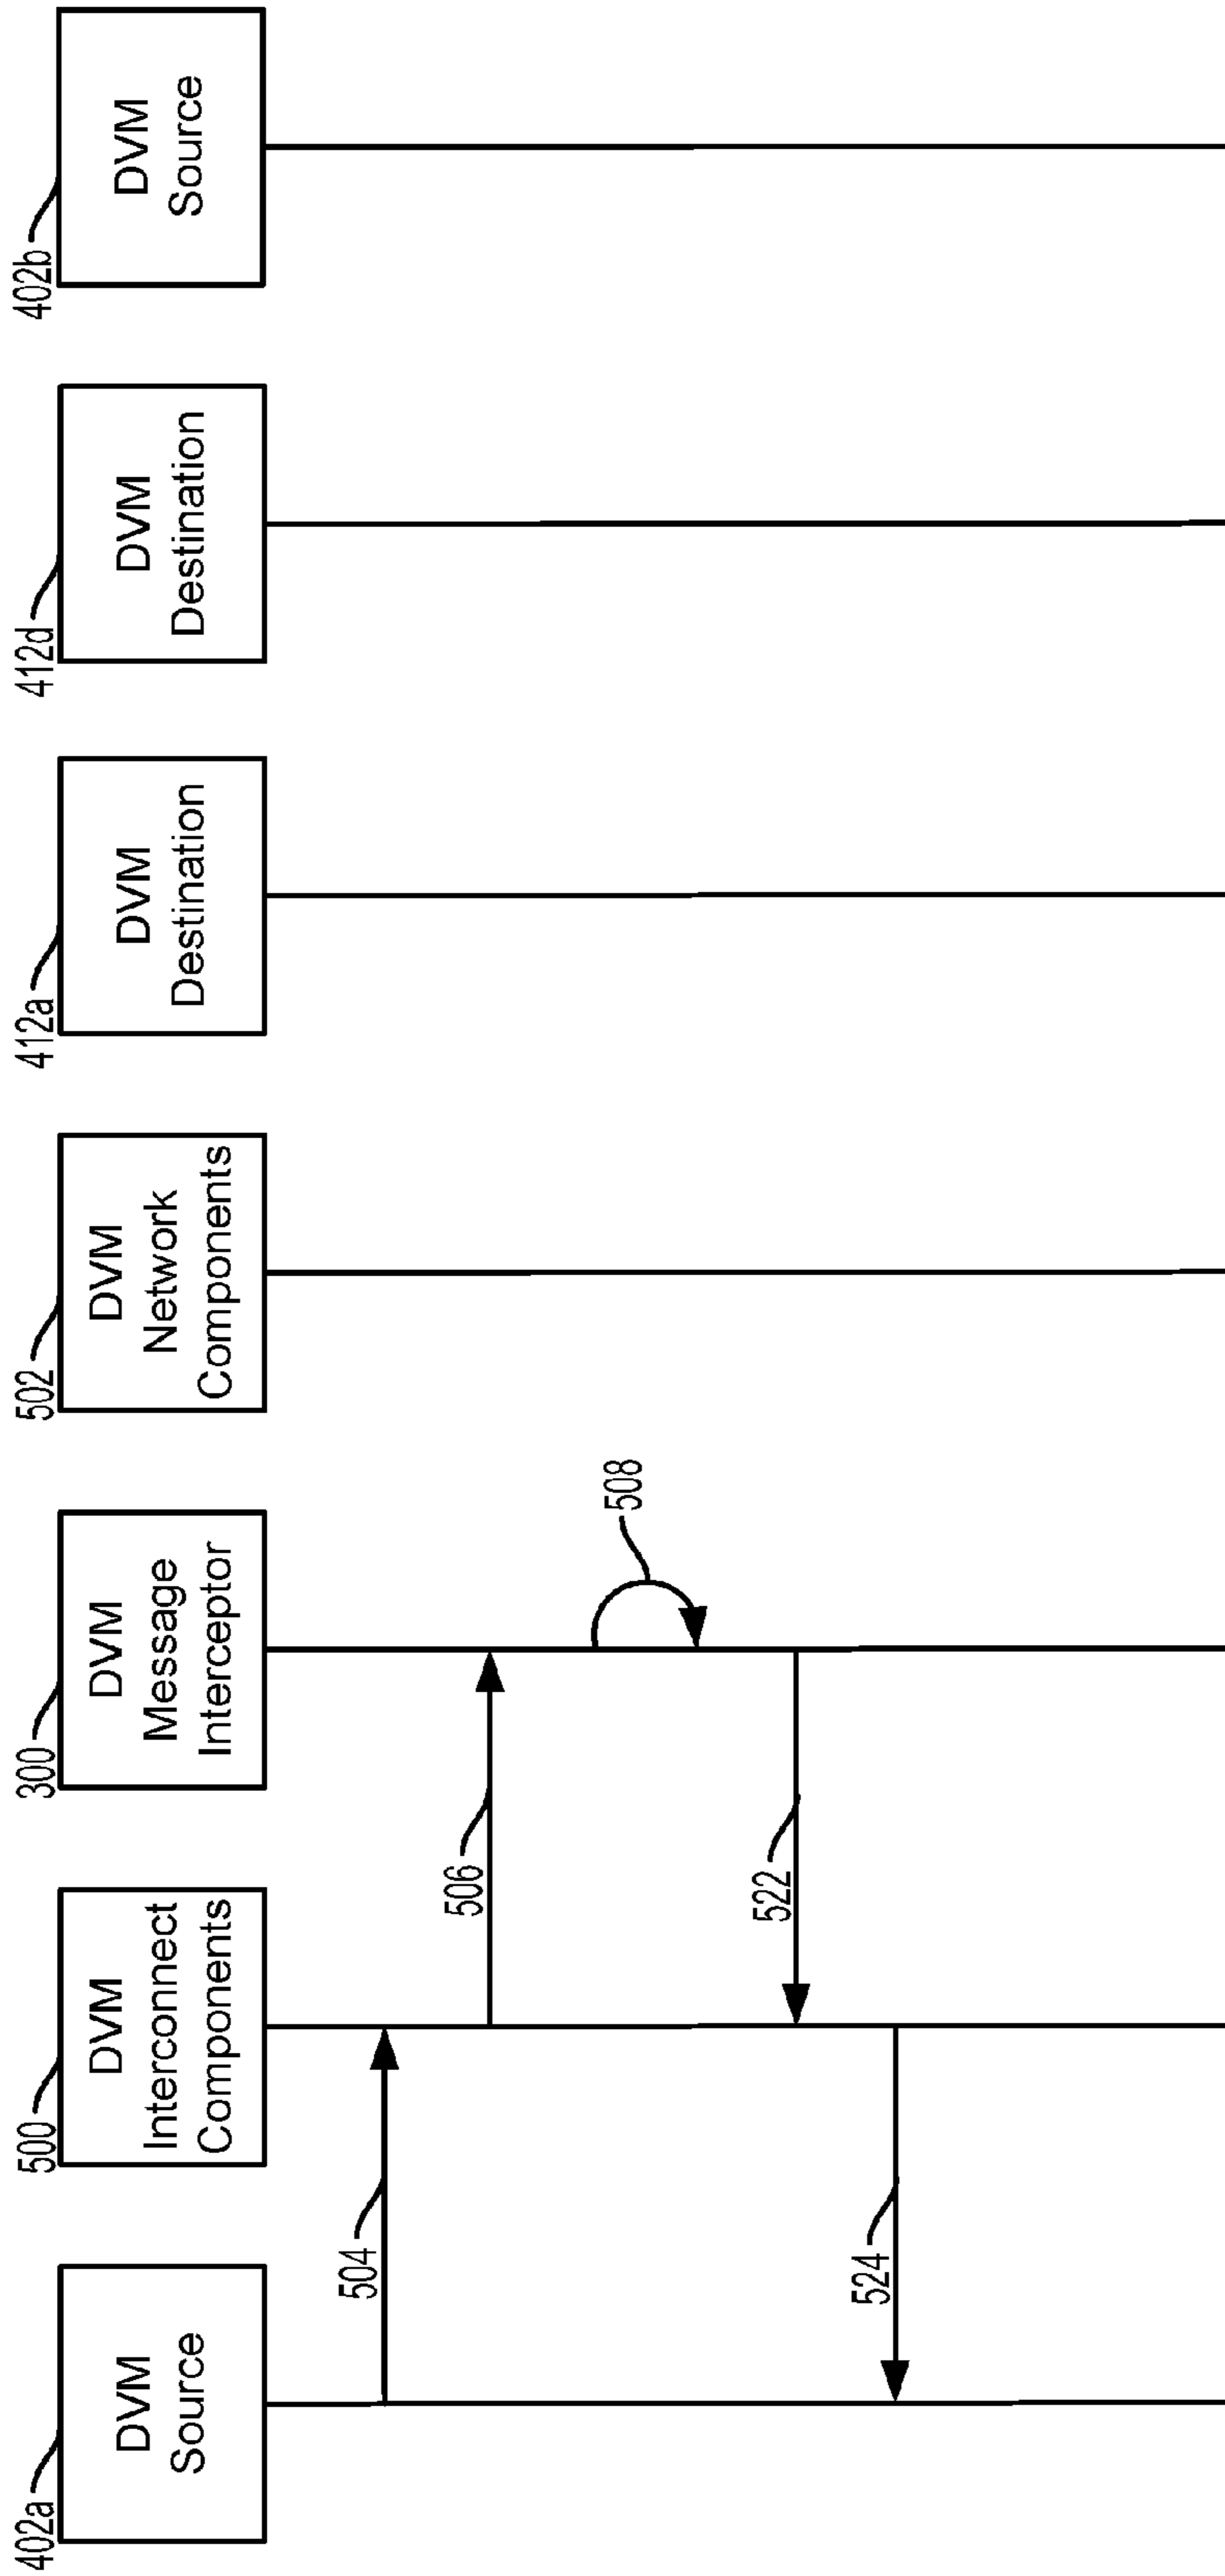 402a
DVM
Source
500
DVM
Interconnect
Components
300
DVM
Message
Interceptor
502
DVM
Network
Components
412a
DVM
Destination
412d
DVM
Destination
402b
DVM
Source
504
506
508
522
524